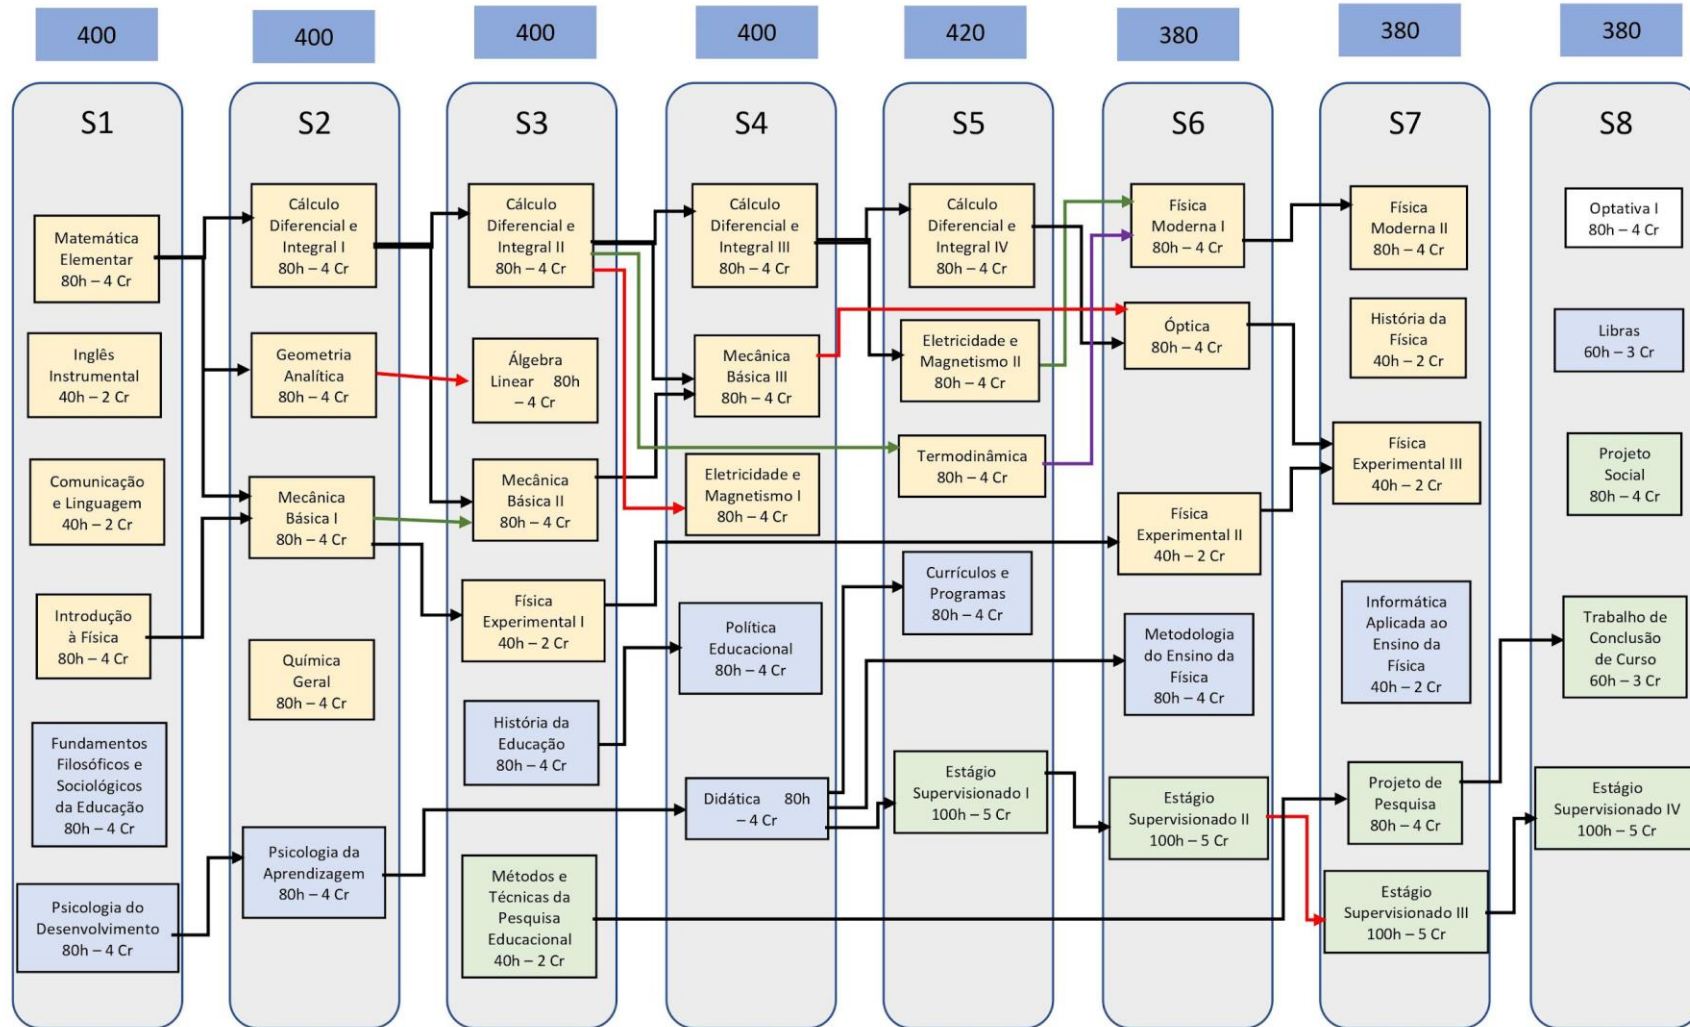 400
400
400
400
420
380
380
380
S1
Matemática
Elementar
80h – 4 Cr
Inglês
Instrumental
40h – 2 Cr
Comunicação
e Linguagem
40h – 2 Cr
Introdução
à Física
80h – 4 Cr
Fundamentos
Filosóficos e
Sociológicos
da Educação
80h – 4 Cr
Psicologia do
Desenvolvimento
80h – 4 Cr
S2
Cálculo
Diferencial e
Integral I
80h – 4 Cr
Geometria
Analítica
80h – 4 Cr
Mecânica
Básica I
80h – 4 Cr
Química
Geral
80h – 4 Cr
Psicologia da
Aprendizagem
80h – 4 Cr
S3
Cálculo
Diferencial e
Integral II
80h – 4 Cr
Álgebra
Linear 80h
– 4 Cr
Mecânica
Básica II
80h – 4 Cr
Física
Experimental I
40h – 2 Cr
História da
Educação
80h – 4 Cr
Métodos e
Técnicas da
Pesquisa
Educacional
40h – 2 Cr
S4
Cálculo
Diferencial e
Integral III
80h – 4 Cr
Mecânica
Básica III
80h – 4 Cr
Eletricidade e
Magnetismo I
80h – 4 Cr
Política
Educacional
80h – 4 Cr
Didática 80h
– 4 Cr
S5
Cálculo
Diferencial e
Integral IV
80h – 4 Cr
Eletricidade e
Magnetismo II
80h – 4 Cr
Termodinâmica
80h – 4 Cr
Currículos e
Programas
80h – 4 Cr
Estágio
Supervisionado I
100h – 5 Cr
S6
Física
Moderna I
80h – 4 Cr
Óptica
80h – 4 Cr
Física
Experimental II
40h – 2 Cr
Metodologia
do Ensino da
Física
80h – 4 Cr
Estágio
Supervisionado II
100h – 5 Cr
S7
Física
Moderna II
80h – 4 Cr
História da
Física
40h – 2 Cr
Física
Experimental III
40h – 2 Cr
Informática
Aplicada ao
Ensino da
Física
40h – 2 Cr
Projeto de
Pesquisa
80h – 4 Cr
Estágio
Supervisionado III
100h – 5 Cr
S8
Optativa I
80h – 4 Cr
Libras
60h – 3 Cr
Projeto
Social
80h – 4 Cr
Trabalho de
Conclusão
de Curso
60h – 3 Cr
Estágio
Supervisionado IV
100h – 5 Cr